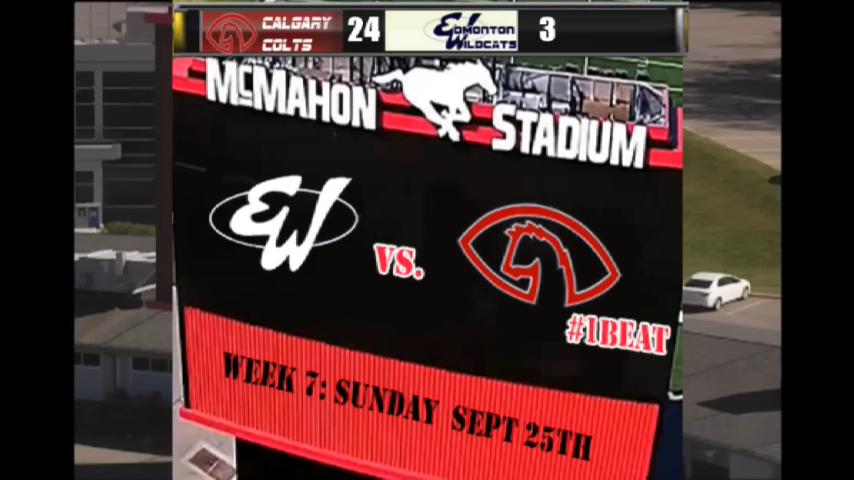 CALGARY
COLTS
24
EDMONTON
WILDCATS
3
McMAHON
STADIUM
EW
vs.
#1BEAT
WEEK 7: SUNDAY SEPT 25TH